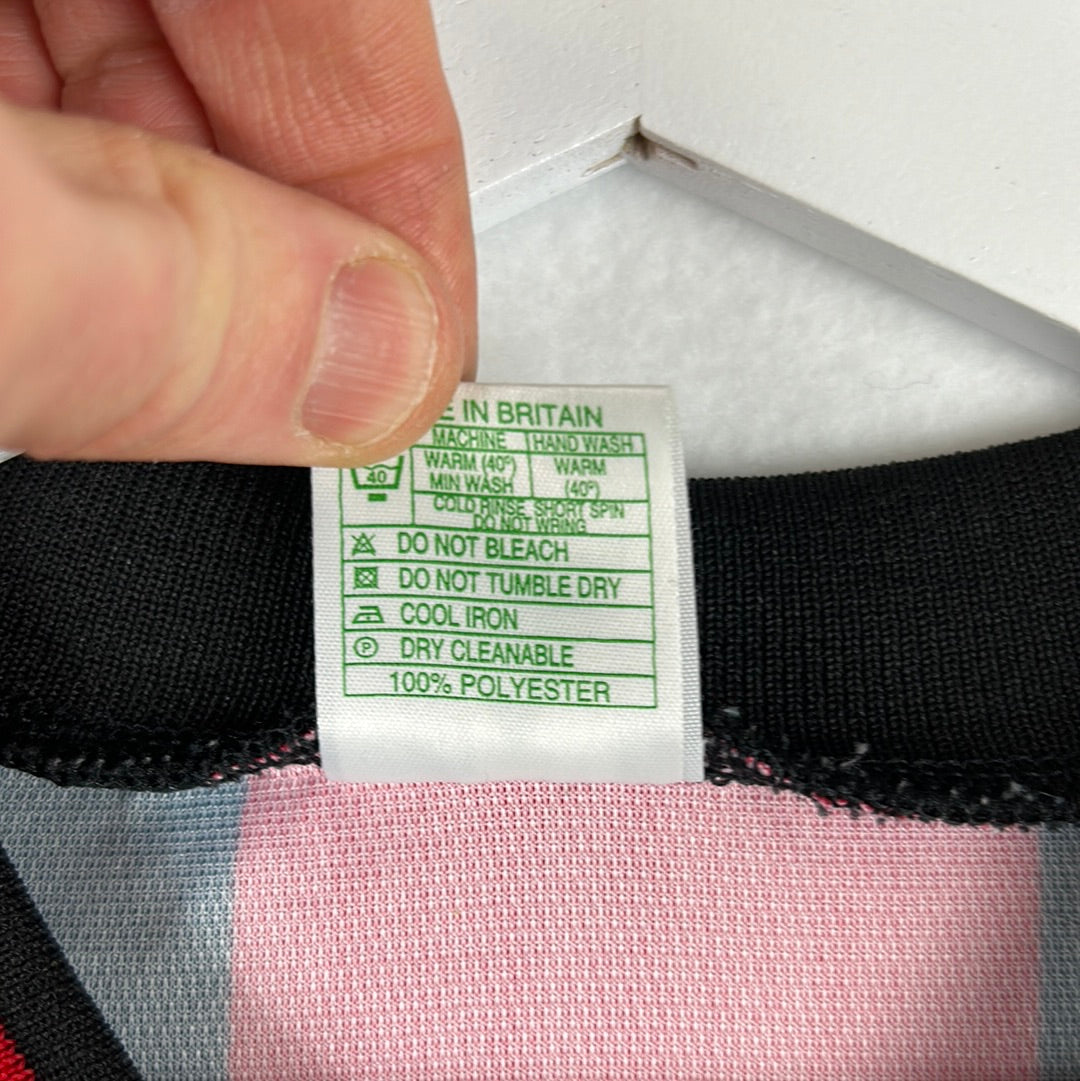 E IN BRITAIN
MACHINE HAND WASH
WARM (40°) WARM
MIN WASH (40°)
40
COLD RINSE, SHORT SPIN
DO NOT WRING
DO NOT BLEACH
DO NOT TUMBLE DRY
COOL IRON
P DRY CLEANABLE
100% POLYESTER